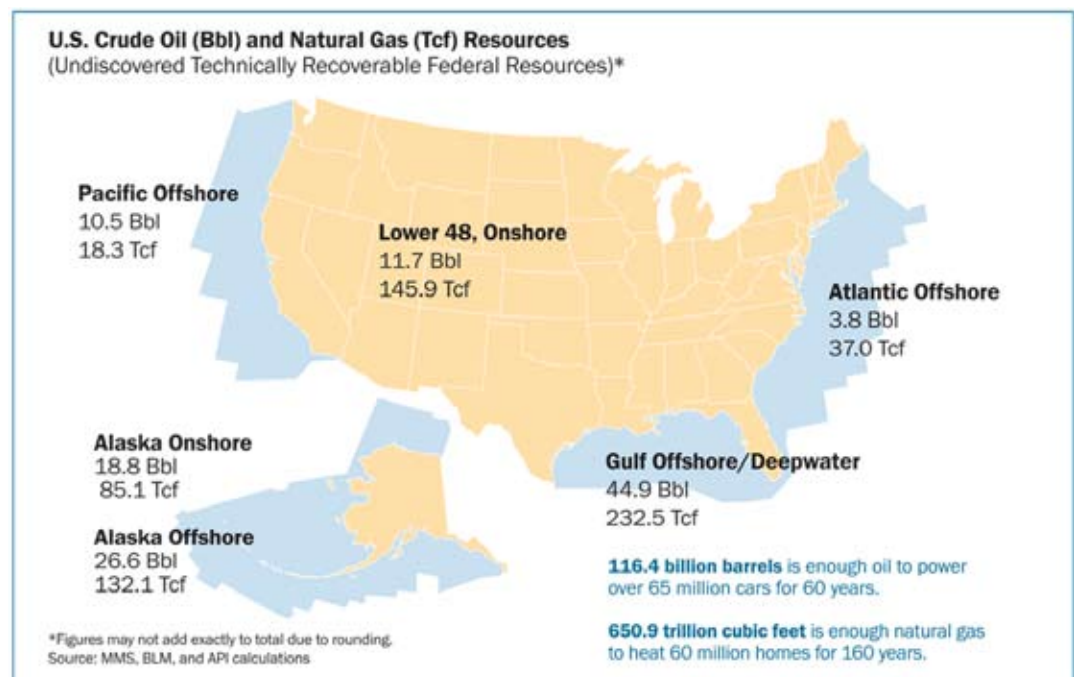 U.S. Crude Oil (Bbl) and Natural Gas (Tcf) Resources
(Undiscovered Technically Recoverable Federal Resources)*
Pacific Offshore
10.5 Bbl
18.3 Tcf
Lower 48, Onshore
11.7 Bbl
145.9 Tcf
Atlantic Offshore
3.8 Bbl
37.0 Tcf
Alaska Onshore
18.8 Bbl
85.1 Tcf
Gulf Offshore/Deepwater
44.9 Bbl
232.5 Tcf
Alaska Offshore
26.6 Bbl
132.1 Tcf
116.4 billion barrels is enough oil to power
over 65 million cars for 60 years.
650.9 trillion cubic feet is enough natural gas
to heat 60 million homes for 160 years.
*Figures may not add exactly to total due to rounding.
Source: MMS, BLM, and API calculations